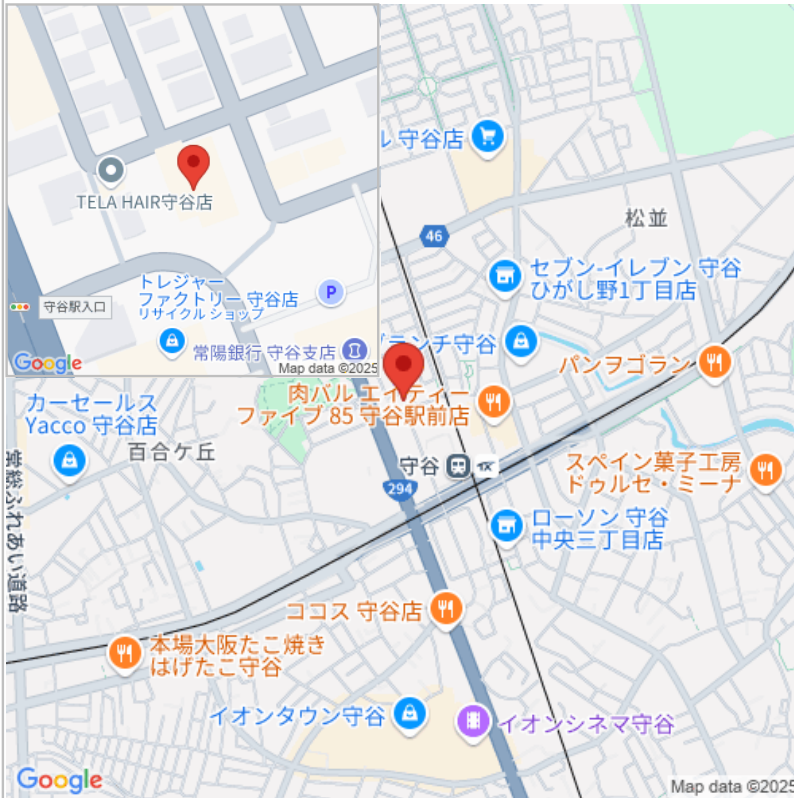 TELA HAIR守谷店
トレジャー
ファクトリー 守谷店
リサイクル ショップ
P
守谷駅入口
常陽銀行 守谷支店
Google
Map data ©2025
ル 守谷店
46
松並
セブン-イレブン 守谷
ひがし野1丁目店
ブランチ守谷
パンヲゴラン
肉バル エイティー
ファイブ 85 守谷駅前店
カーセールス
Yacco 守谷店
百合ケ丘
守谷
TX
294
スペイン菓子工房
ドゥルセ・ミーナ
常総ふれあい道路
ローソン 守谷
中央三丁目店
ココス 守谷店
本場大阪たこ焼き
はげたこ守谷
イオンタウン守谷
イオンシネマ守谷
Google
Map data ©2025